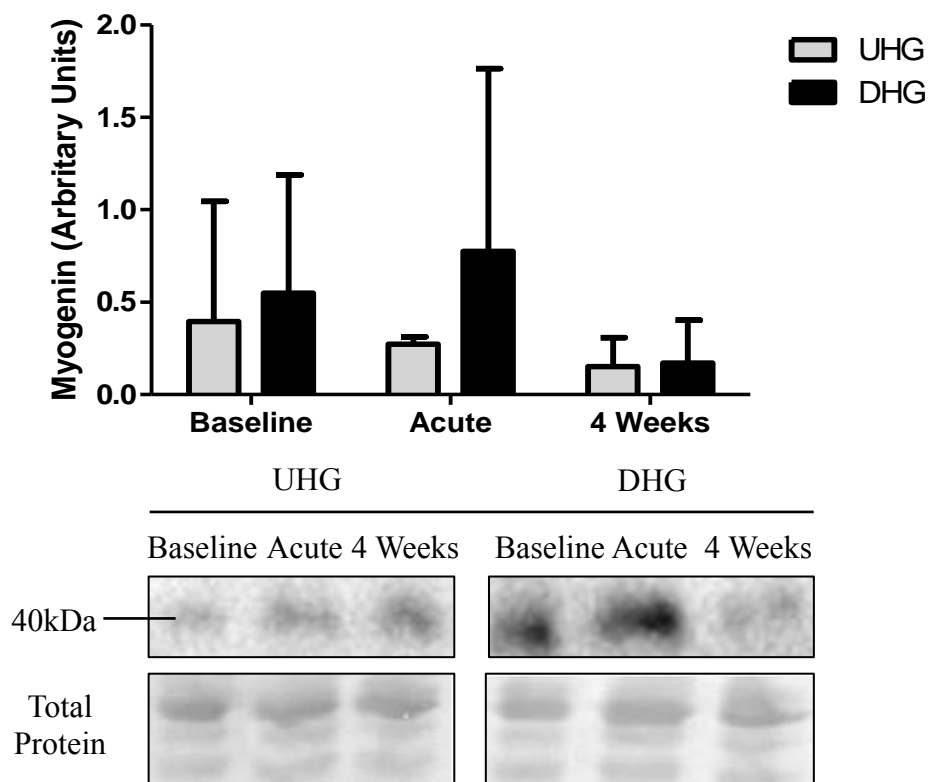 2.0
1.5
1.0
0.5
0.0
Myogenin (Arbritary Units)
UHG
DHG
Baseline Acute 4 Weeks
UHG DHG
Baseline Acute 4 Weeks Baseline Acute 4 Weeks
40kDa
Total
Protein